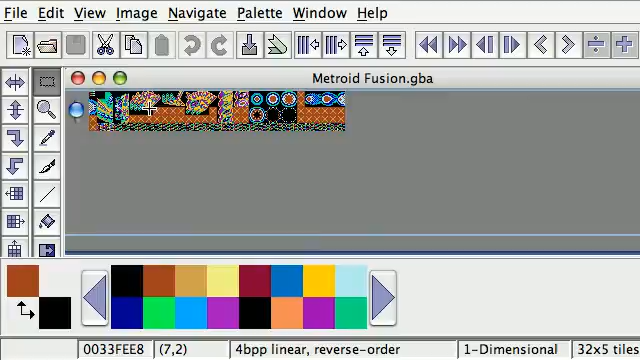 File Edit View Image Navigate Palette Window Help
Metroid Fusion.gba
0033FEE8 (7,2) 4bpp linear, reverse-order 1-Dimensional 32x5 tiles